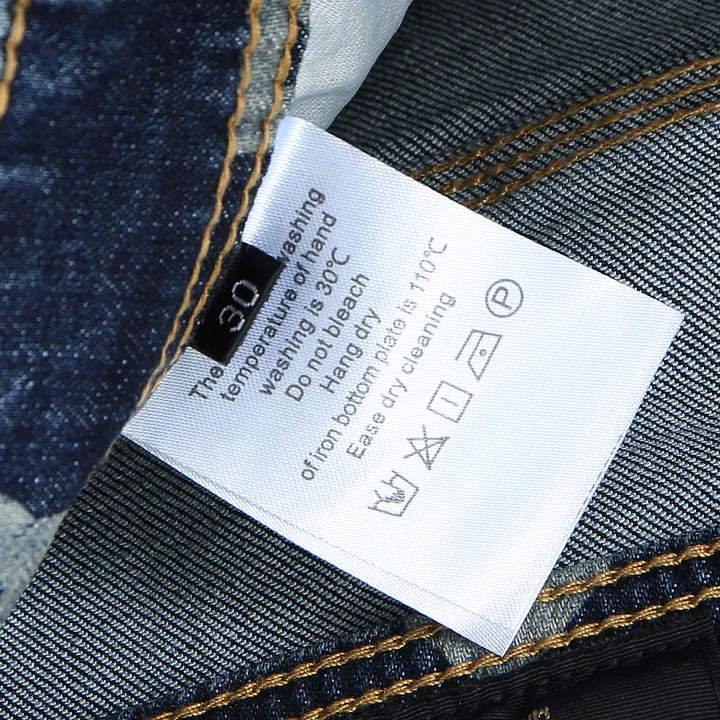 30
The washing
temperature of hand
washing is 30℃
Do not bleach
Hang dry
of iron bottom plate is 110℃
Ease dry cleaning
P